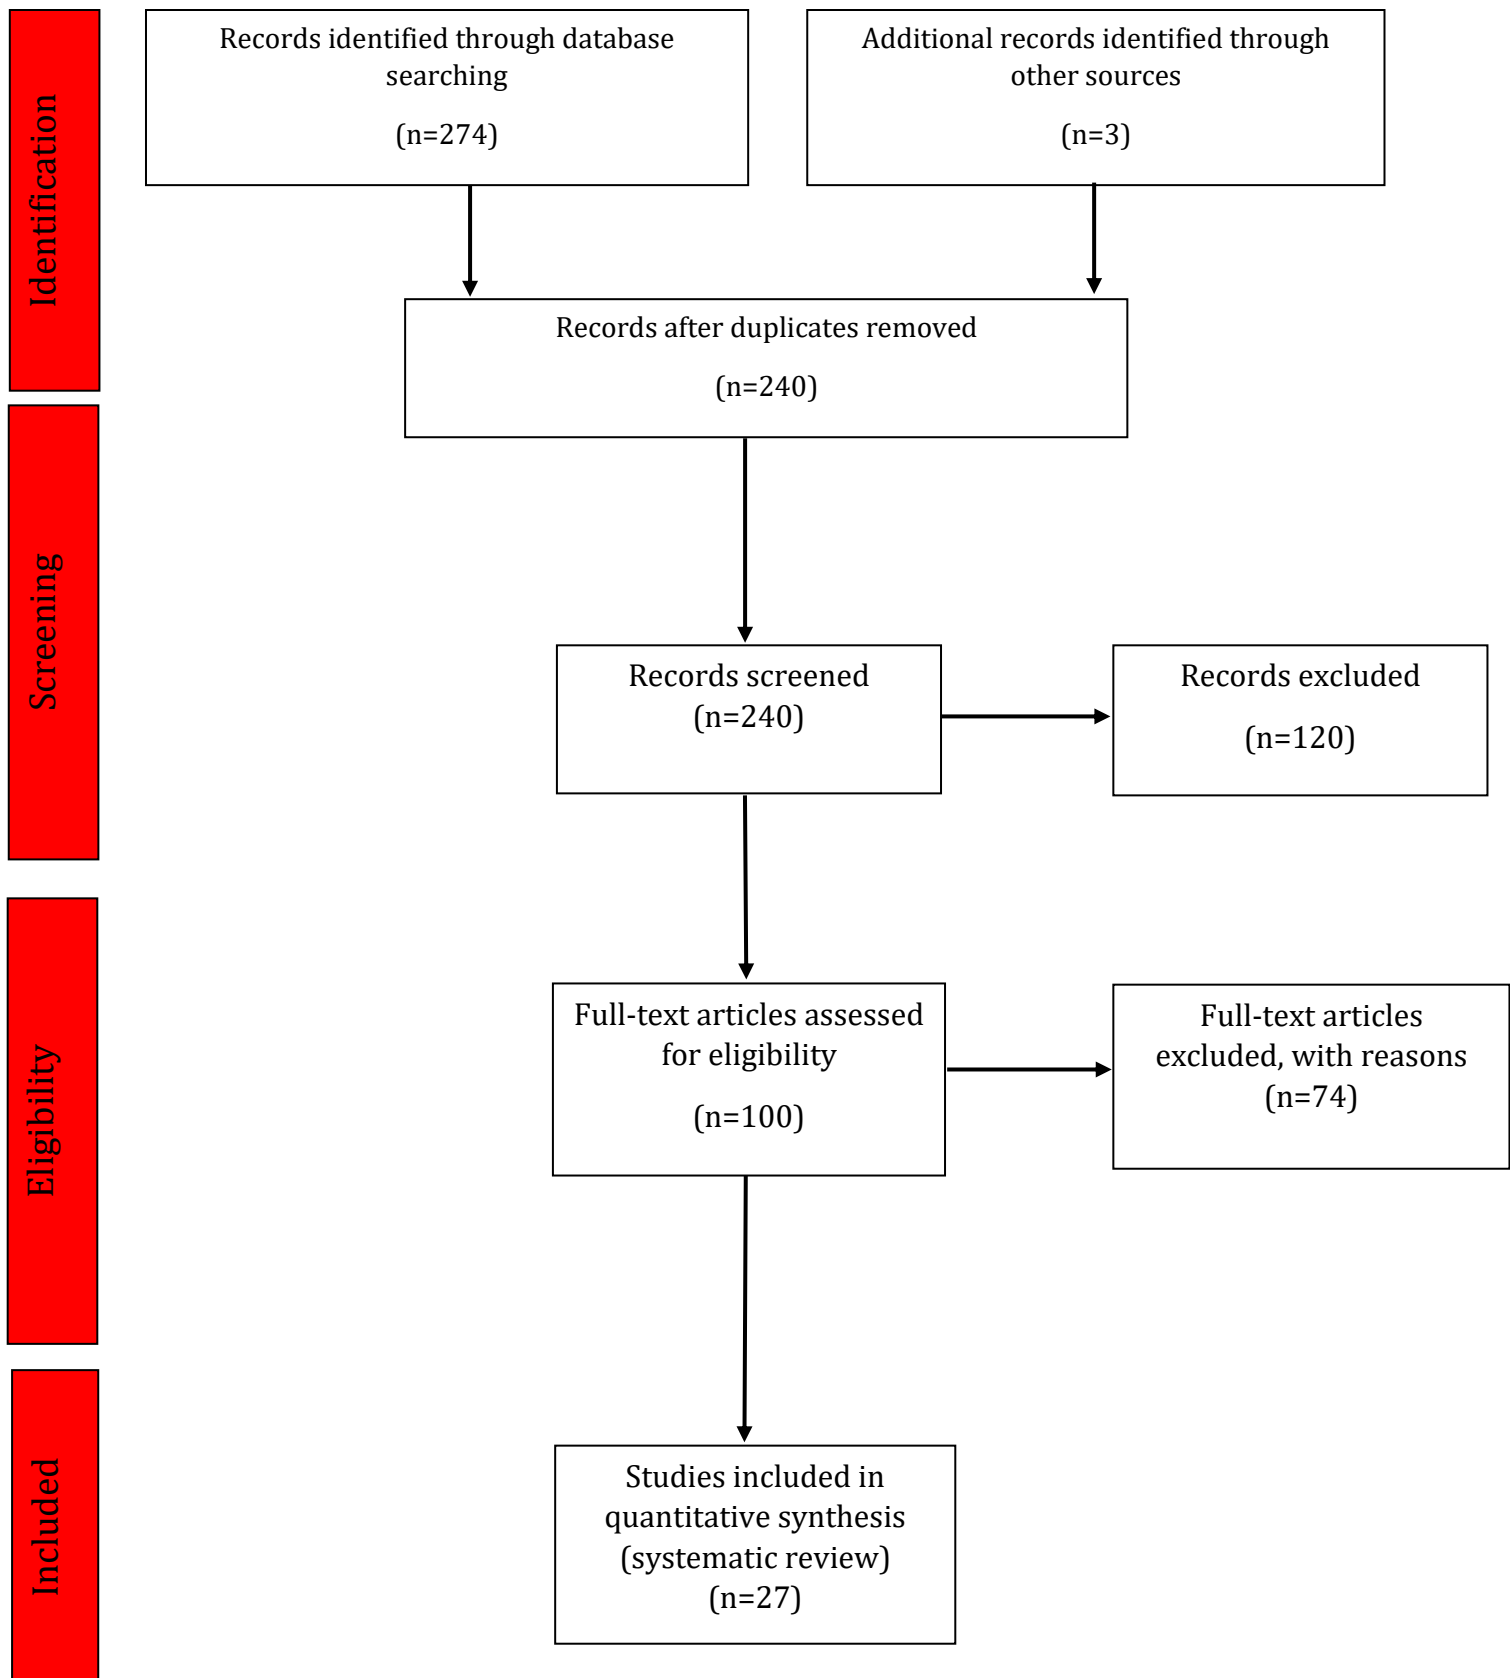 Identification
Records identified through database
searching
(n=274)
Additional records identified through
other sources
(n=3)
Records after duplicates removed
(n=240)
Screening
Records screened
(n=240)
Records excluded
(n=120)
Eligibility
Full-text articles assessed
for eligibility
(n=100)
Full-text articles
excluded, with reasons
(n=74)
Included
Studies included in
quantitative synthesis
(systematic review)
(n=27)